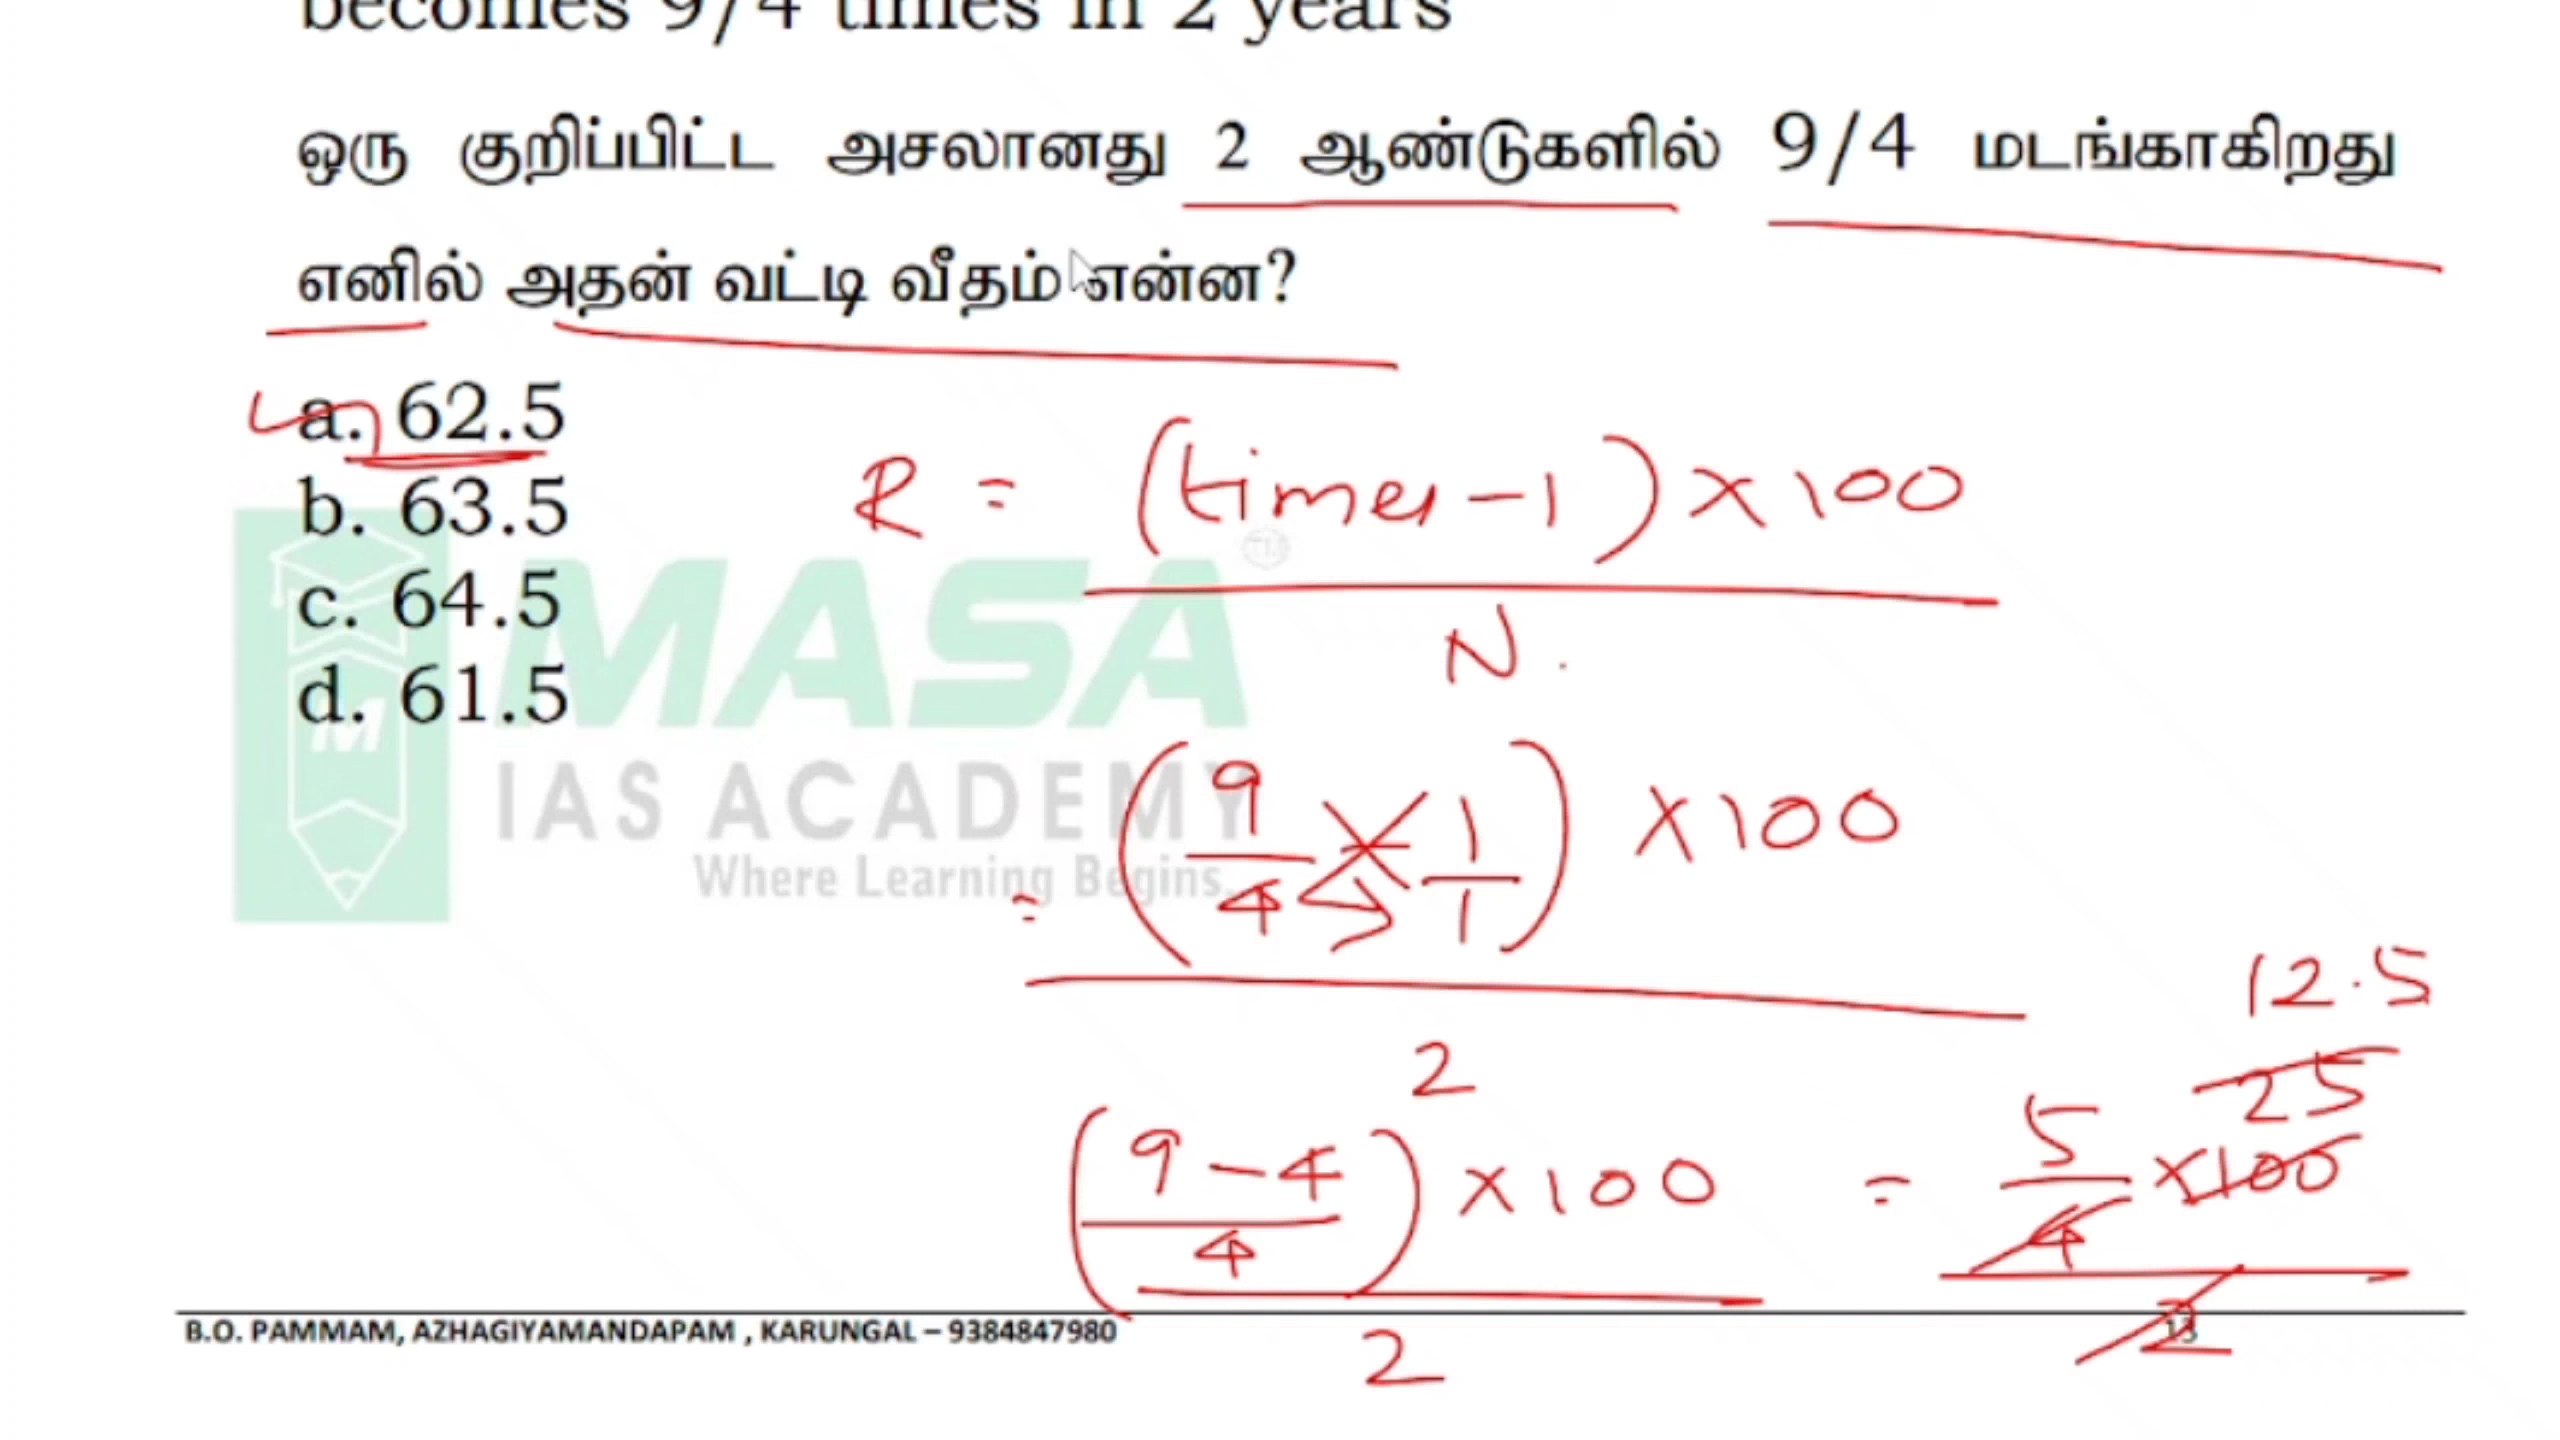 becomes 9/4 times in 2 years
ஒரு குறிப்பிட்ட அசலானது 2 ஆண்டுகளில் 9/4 மடங்காகிறது
எனில் அதன் வட்டி வீதம் என்ன?
a. 62.5
b. 63.5
c. 64.5
d. 61.5
R = (times - 1) × 100
N.
MASA
M
IAS ACADEMY
Where Learning Begins.
= (9/4 - 1/1) × 100
2
(9 - 4 / 4) × 100 = 5/4 × 100
25
12.5
2
2
B.O. PAMMAM, AZHAGIYAMANDAPAM , KARUNGAL – 9384847980
13